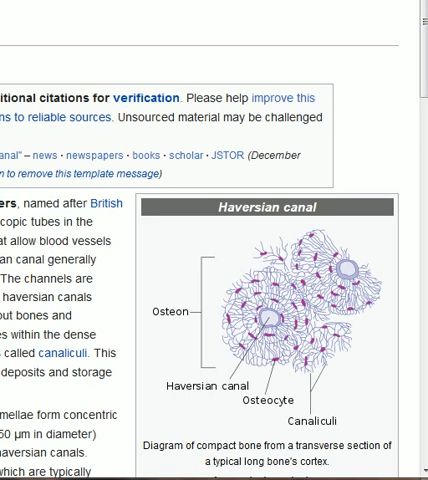 itional citations for verification. Please help improve this
ns to reliable sources. Unsourced material may be challenged
anal" – news · newspapers · books · scholar · JSTOR (December
n to remove this template message)
ers, named after British
copic tubes in the
at allow blood vessels
an canal generally
The channels are
haversian canals
out bones and
es within the dense
called canaliculi. This
deposits and storage
mellae form concentric
50 µm in diameter)
haversian canals.
which are typically
Haversian canal
Osteon
Haversian canal
Osteocyte
Canaliculi
Diagram of compact bone from a transverse section of
a typical long bone's cortex.